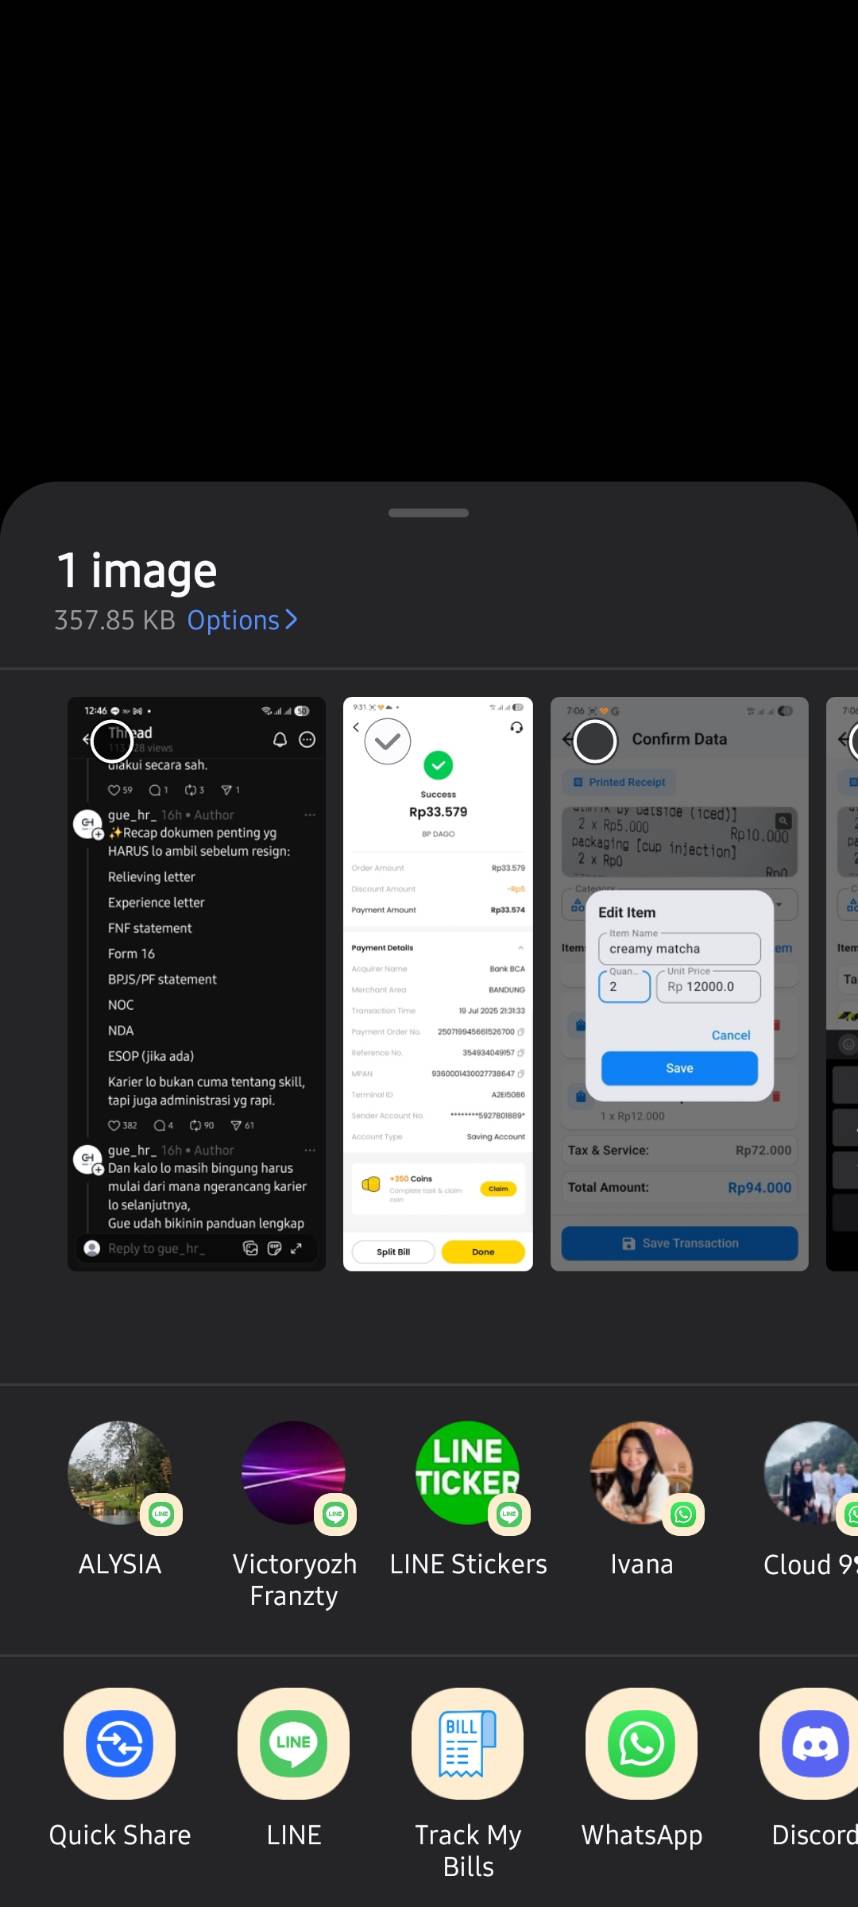 1 image
357.85 KB Options >
12:46
50
Thread
views
diakui secara sah.
59 1 3 1
gue_hr_ 16h • Author ...
✨Recap dokumen penting yg
HARUS lo ambil sebelum resign:
Relieving letter
Experience letter
FNF statement
Form 16
BPJS/PF statement
NOC
NDA
ESOP (jika ada)
Karier lo bukan cuma tentang skill,
tapi juga administrasi yg rapi.
382 4 90 61
gue_hr_ 16h • Author ...
Dan kalo lo masih bingung harus
mulai dari mana ngerancang karier
lo selanjutnya,
Gue udah bikinin panduan lengkap
Reply to gue_hr_
9:31
Success
Rp33.579
BP DAGO
Order Amount Rp33.579
Discount Amount -Rp5
Payment Amount Rp33.574
Payment Details
Acquirer Name Bank BCA
Merchant Area BANDUNG
Transaction Time 19 Jul 2025 21:31:33
Payment Order No. 250719945661526700
Reference No. 354934049157
MPAN 9360001430027738647
Terminal ID A2EI5086
Sender Account No. ********5927801889*
Account Type Saving Account
+350 Coins
Complete task & claim
coin
Claim
Split Bill Done
7:06
Confirm Data
Printed Receipt
2 x Rp5.000
Rp10.000
packaging [cup injection]
2 x Rp0
Rp0
Edit Item
Item Name
creamy matcha
Quan...
2
Unit Price
Rp 12000.0
Cancel
Save
1 x Rp12.000
Tax & Service: Rp72.000
Total Amount: Rp94.000
Save Transaction
ALYSIA
Victoryozh
Franzty
LINE
LINE Stickers
Ivana
Cloud
Quick Share
LINE
LINE
BILL
Track My
Bills
WhatsApp
Discord